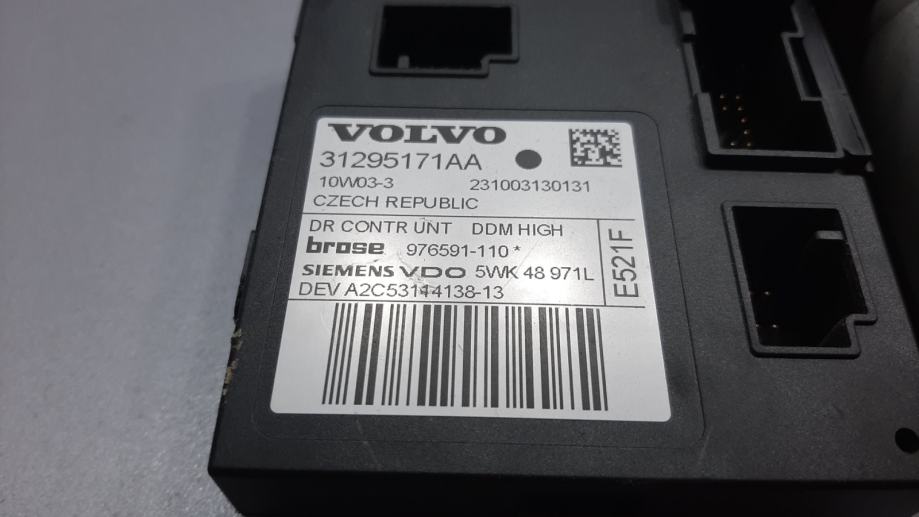 VOLVO
31295171AA
10W03-3 231003130131
CZECH REPUBLIC
DR CONTR UNT DDM HIGH
brose 976591-110*
SIEMENS VDO 5WK 48 971L
DEV A2C53114138-13
E521F